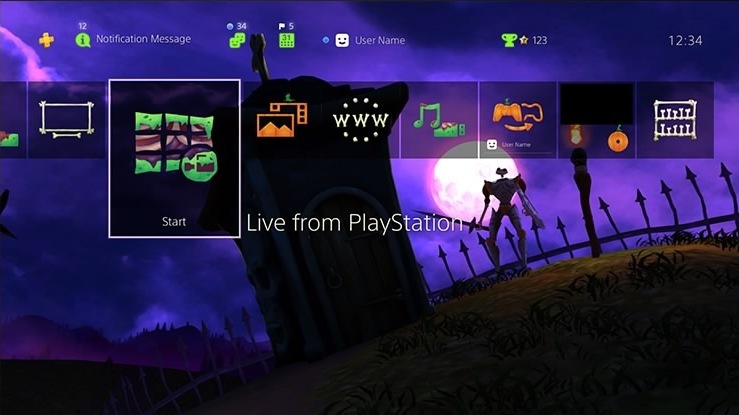 12
Notification Message
34
5
31
User Name
123
12:34
WWW
User Name
Start
Live from PlayStation